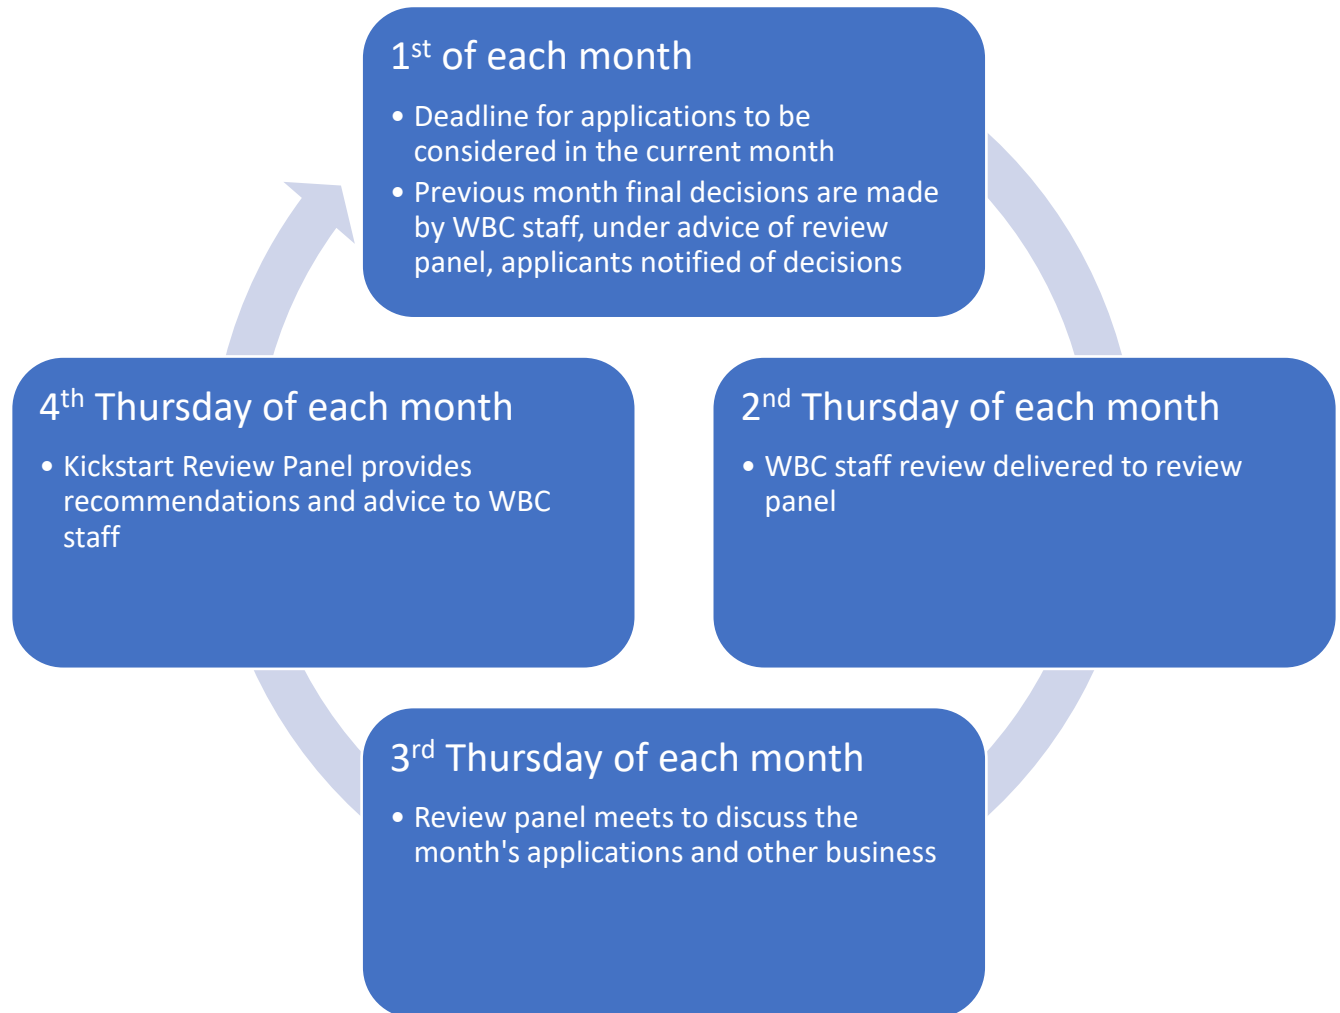 1st of each month
• Deadline for applications to be
considered in the current month
• Previous month final decisions are made
by WBC staff, under advice of review
panel, applicants notified of decisions
2nd Thursday of each month
• WBC staff review delivered to review
panel
3rd Thursday of each month
• Review panel meets to discuss the
month's applications and other business
4th Thursday of each month
• Kickstart Review Panel provides
recommendations and advice to WBC
staff